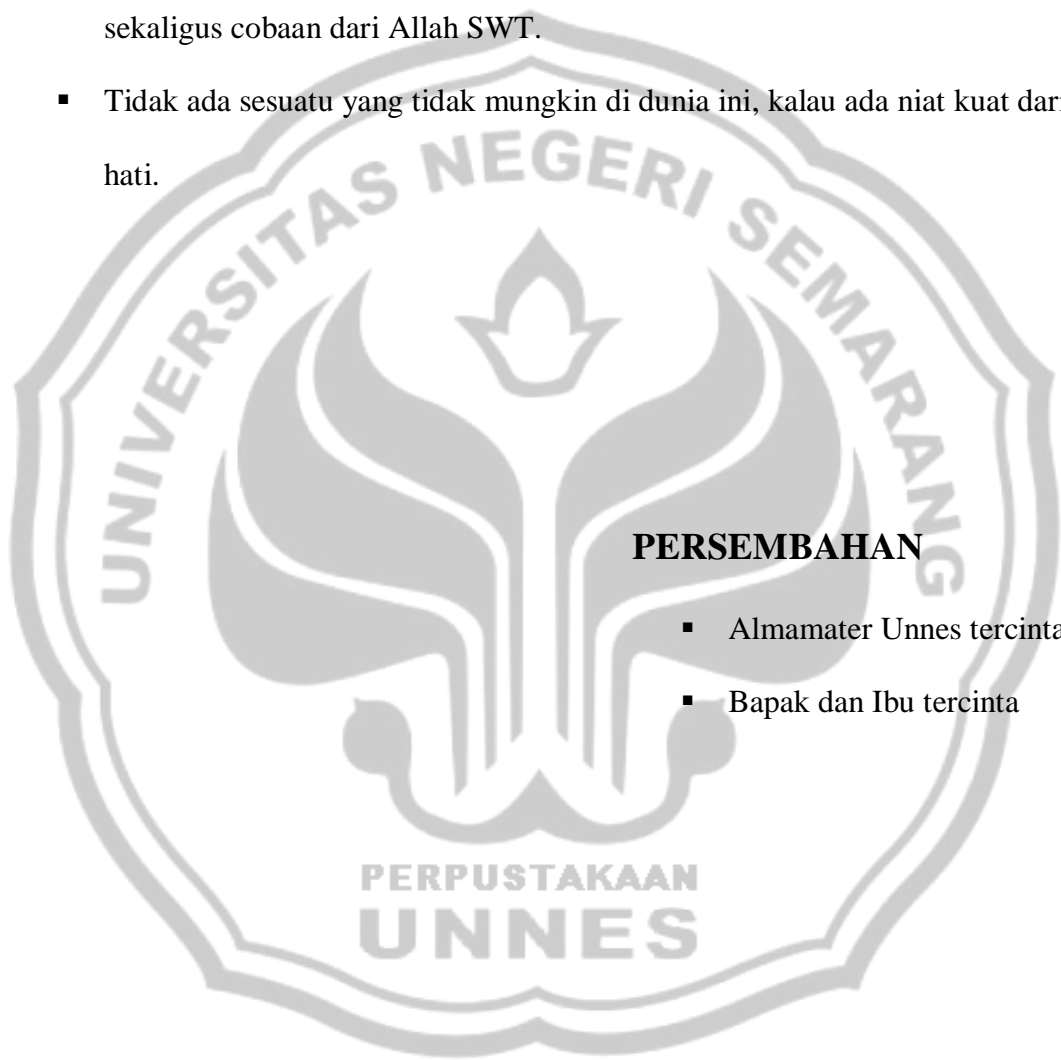 sekaligus cobaan dari Allah SWT.
▪ Tidak ada sesuatu yang tidak mungkin di dunia ini, kalau ada niat kuat dari
hati.
UNIVERSITAS NEGERI SEMARANG
PERSEMBAHAN
▪ Almamater Unnes tercinta
▪ Bapak dan Ibu tercinta
PERPUSTAKAAN
UNNES